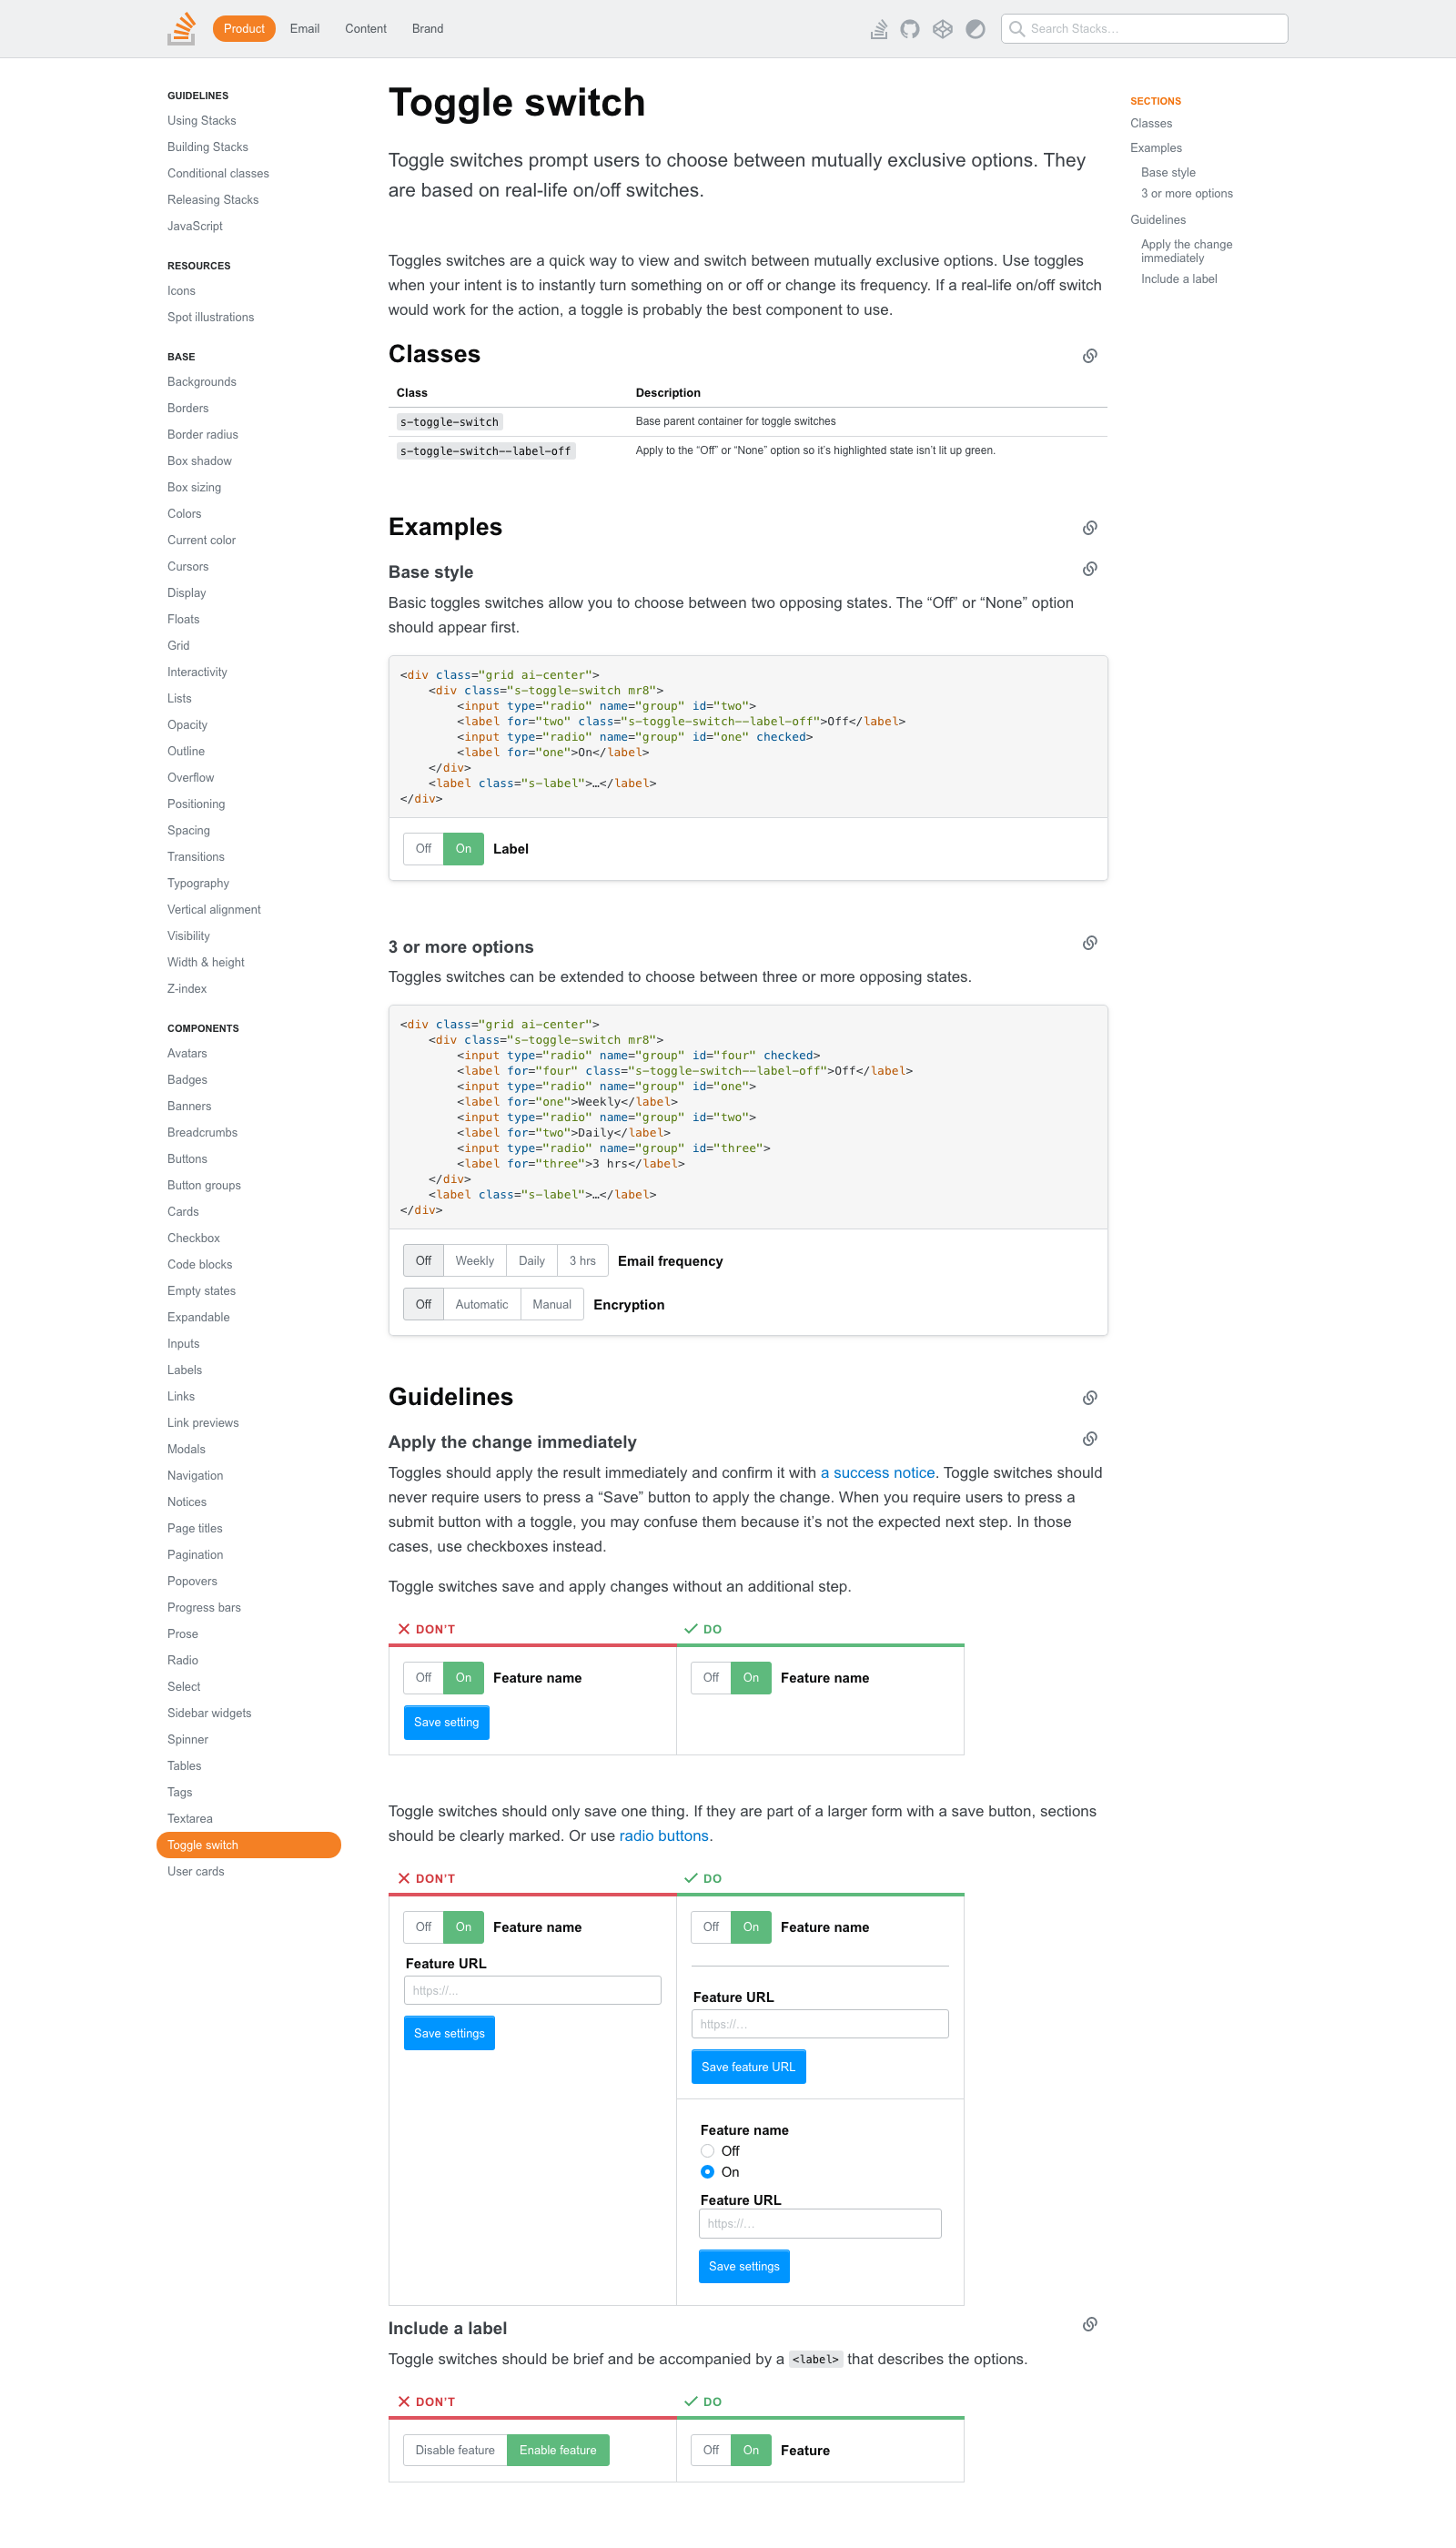 Product Email Content Brand
Search Stacks…
GUIDELINES
Using Stacks
Building Stacks
Conditional classes
Releasing Stacks
JavaScript
RESOURCES
Icons
Spot illustrations
BASE
Backgrounds
Borders
Border radius
Box shadow
Box sizing
Colors
Current color
Cursors
Display
Floats
Grid
Interactivity
Lists
Opacity
Outline
Overflow
Positioning
Spacing
Transitions
Typography
Vertical alignment
Visibility
Width & height
Z-index
COMPONENTS
Avatars
Badges
Banners
Breadcrumbs
Buttons
Button groups
Cards
Checkbox
Code blocks
Empty states
Expandable
Inputs
Labels
Links
Link previews
Modals
Navigation
Notices
Page titles
Pagination
Popovers
Progress bars
Prose
Radio
Select
Sidebar widgets
Spinner
Tables
Tags
Textarea
Toggle switch
User cards
Toggle switch
Toggle switches prompt users to choose between mutually exclusive options. They
are based on real-life on/off switches.
Toggles switches are a quick way to view and switch between mutually exclusive options. Use toggles
when your intent is to instantly turn something on or off or change its frequency. If a real-life on/off switch
would work for the action, a toggle is probably the best component to use.
Classes
Class Description
s-toggle-switch Base parent container for toggle switches
s-toggle-switch--label-off Apply to the “Off” or “None” option so it’s highlighted state isn’t lit up green.
Examples
Base style
Basic toggles switches allow you to choose between two opposing states. The “Off” or “None” option
should appear first.
<div class="grid ai-center">
<div class="s-toggle-switch mr8">
<input type="radio" name="group" id="two">
<label for="two" class="s-toggle-switch--label-off">Off</label>
<input type="radio" name="group" id="one" checked>
<label for="one">On</label>
</div>
<label class="s-label">…</label>
</div>
Off On Label
3 or more options
Toggles switches can be extended to choose between three or more opposing states.
<div class="grid ai-center">
<div class="s-toggle-switch mr8">
<input type="radio" name="group" id="four" checked>
<label for="four" class="s-toggle-switch--label-off">Off</label>
<input type="radio" name="group" id="one">
<label for="one">Weekly</label>
<input type="radio" name="group" id="two">
<label for="two">Daily</label>
<input type="radio" name="group" id="three">
<label for="three">3 hrs</label>
</div>
<label class="s-label">…</label>
</div>
Off Weekly Daily 3 hrs Email frequency
Off Automatic Manual Encryption
Guidelines
Apply the change immediately
Toggles should apply the result immediately and confirm it with a success notice. Toggle switches should
never require users to press a “Save” button to apply the change. When you require users to press a
submit button with a toggle, you may confuse them because it’s not the expected next step. In those
cases, use checkboxes instead.
Toggle switches save and apply changes without an additional step.
DON’T
Off On Feature name
Save setting
DO
Off On Feature name
Toggle switches should only save one thing. If they are part of a larger form with a save button, sections
should be clearly marked. Or use radio buttons.
DON’T
Off On Feature name
Feature URL
https://…
Save settings
DO
Off On Feature name
Feature URL
https://…
Save feature URL
Feature name
Off
On
Feature URL
https://…
Save settings
Include a label
Toggle switches should be brief and be accompanied by a <label> that describes the options.
DON’T
Disable feature Enable feature
DO
Off On Feature
SECTIONS
Classes
Examples
Base style
3 or more options
Guidelines
Apply the change
immediately
Include a label